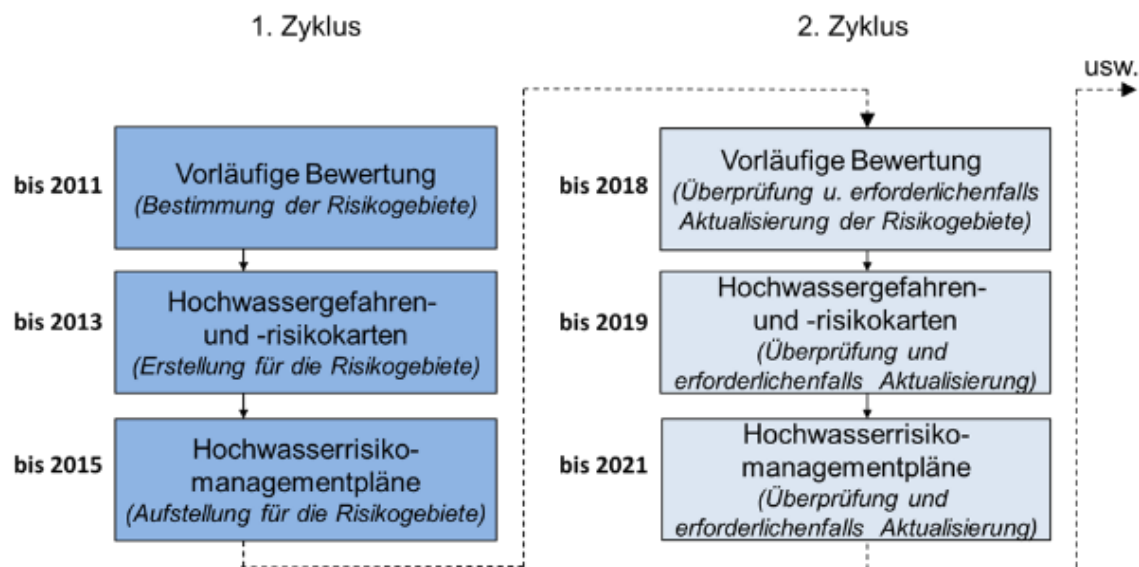 1. Zyklus
2. Zyklus
usw.
bis 2011
Vorläufige Bewertung
(Bestimmung der Risikogebiete)
bis 2013
Hochwassergefahren-
und -risikokarten
(Erstellung für die Risikogebiete)
bis 2015
Hochwasserrisiko-
managementpläne
(Aufstellung für die Risikogebiete)
bis 2018
Vorläufige Bewertung
(Überprüfung u. erforderlichenfalls
Aktualisierung der Risikogebiete)
bis 2019
Hochwassergefahren-
und -risikokarten
(Überprüfung und
erforderlichenfalls Aktualisierung)
bis 2021
Hochwasserrisiko-
managementpläne
(Überprüfung und
erforderlichenfalls Aktualisierung)